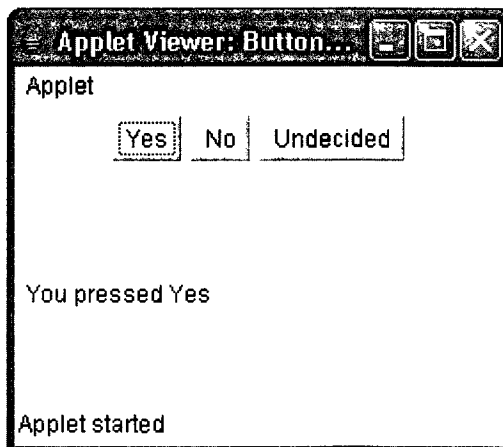 Applet Viewer: Button...
Applet
Yes No Undecided
You pressed Yes
Applet started